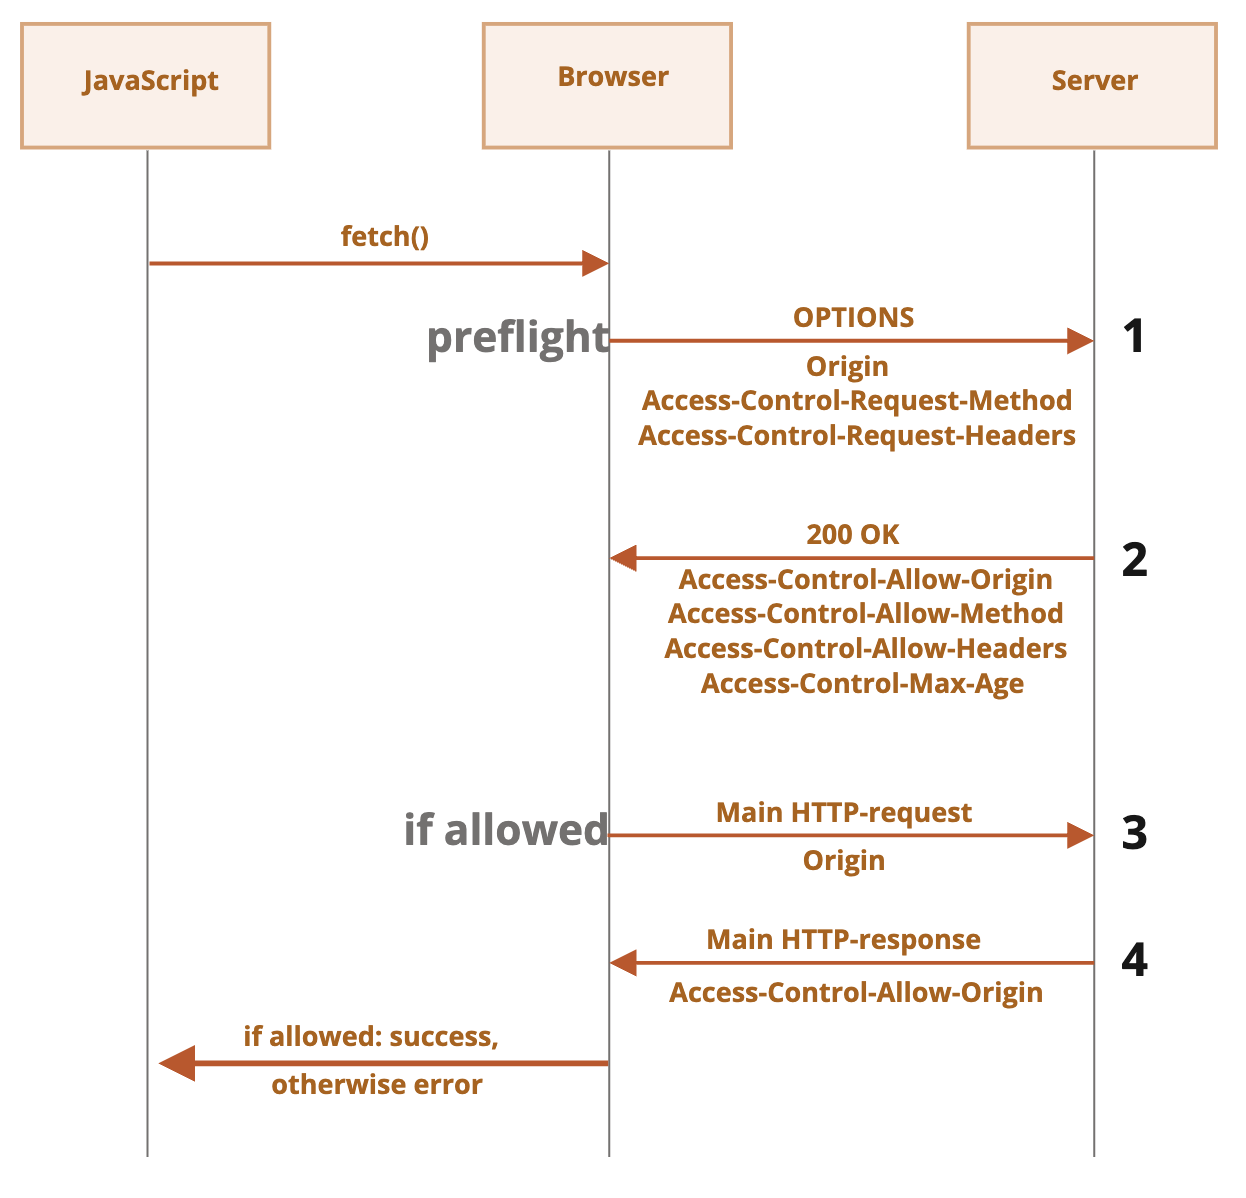 JavaScript
Browser
Server
fetch()
preflight
OPTIONS
1
Origin
Access-Control-Request-Method
Access-Control-Request-Headers
200 OK
2
Access-Control-Allow-Origin
Access-Control-Allow-Method
Access-Control-Allow-Headers
Access-Control-Max-Age
if allowed
Main HTTP-request
3
Origin
Main HTTP-response
4
Access-Control-Allow-Origin
if allowed: success,
otherwise error